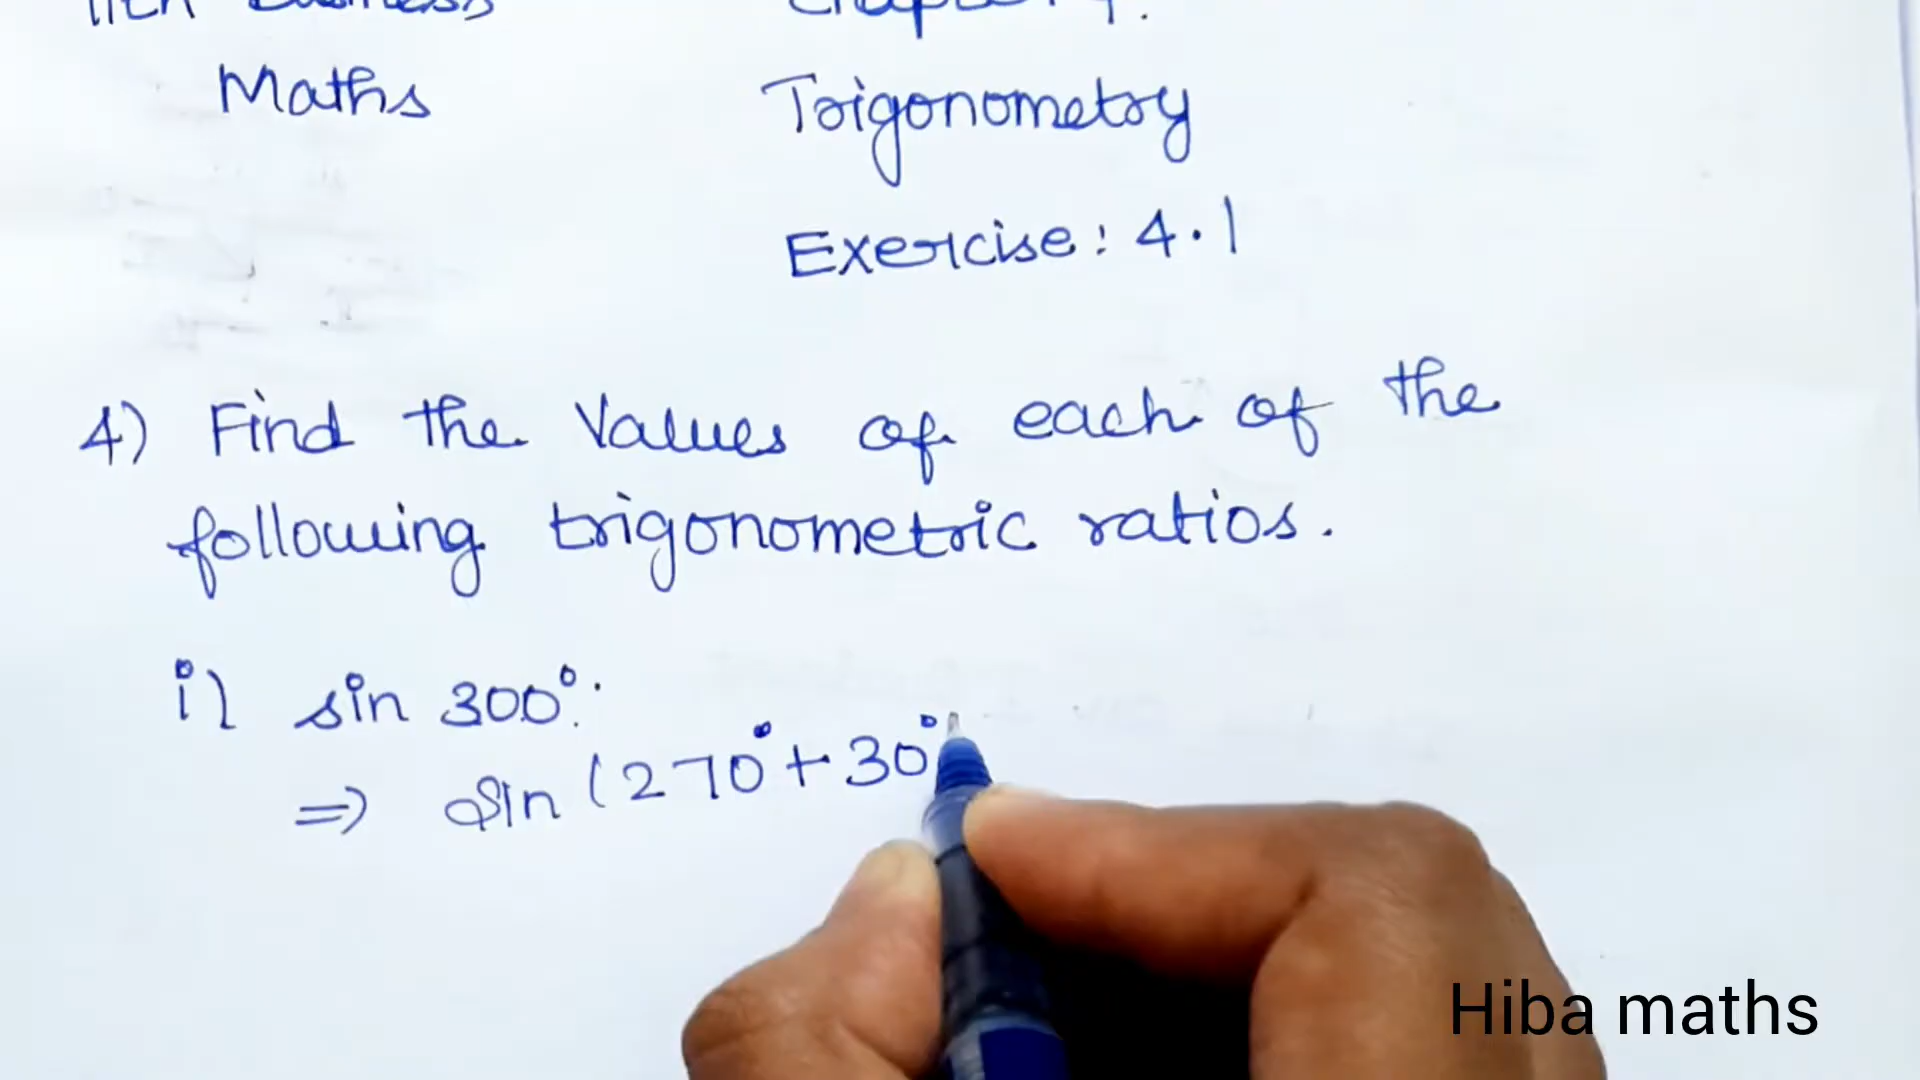 Maths
Trigonometry
Exercise: 4.1
4) Find the Values of each of the
following trigonometric ratios.
i) sin 300°.
⇒ Sin (270° + 30°
Hiba maths